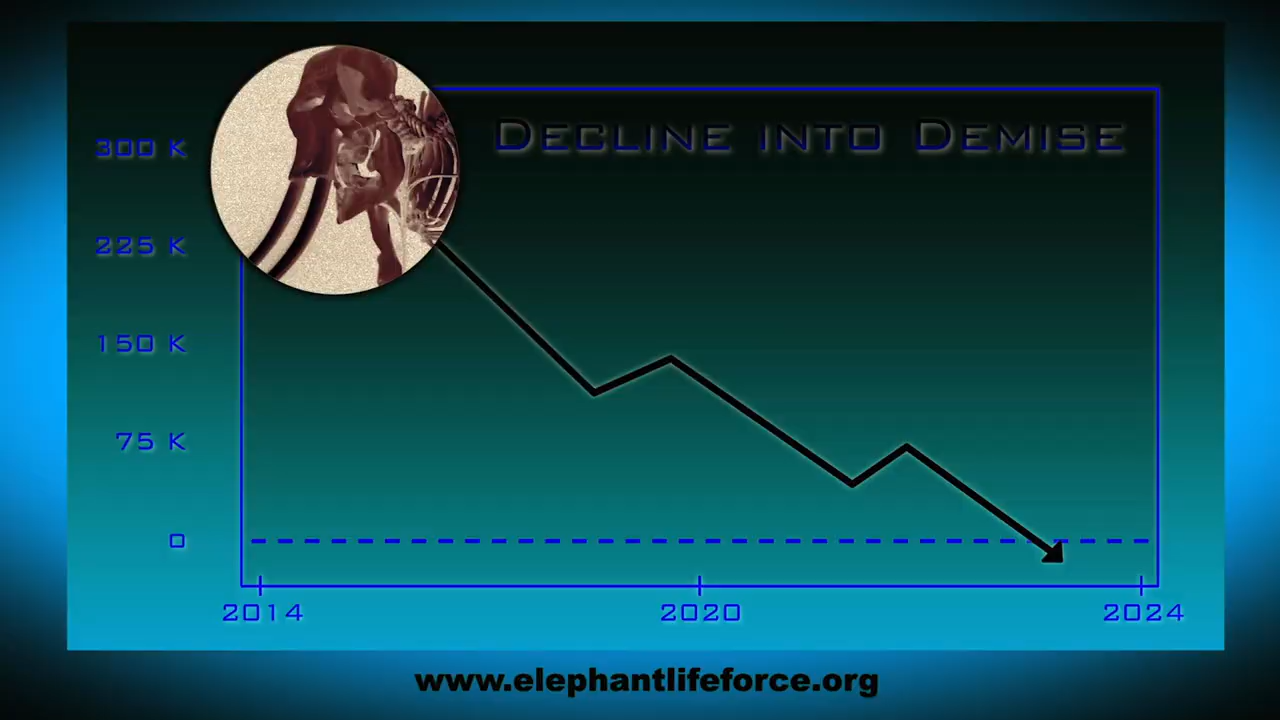 Decline into Demise
300 K
225 K
150 K
75 K
0
2014 2020 2024
www.elephantlifeforce.org